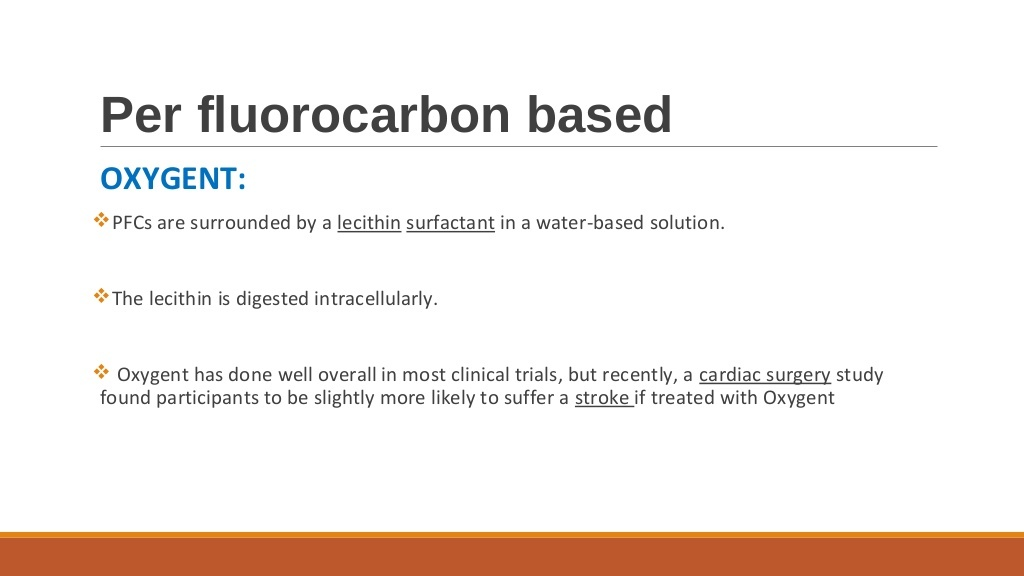 Per fluorocarbon based
OXYGENT:
❖PFCs are surrounded by a lecithin surfactant in a water-based solution.
❖The lecithin is digested intracellularly.
❖ Oxygent has done well overall in most clinical trials, but recently, a cardiac surgery study
found participants to be slightly more likely to suffer a stroke if treated with Oxygent